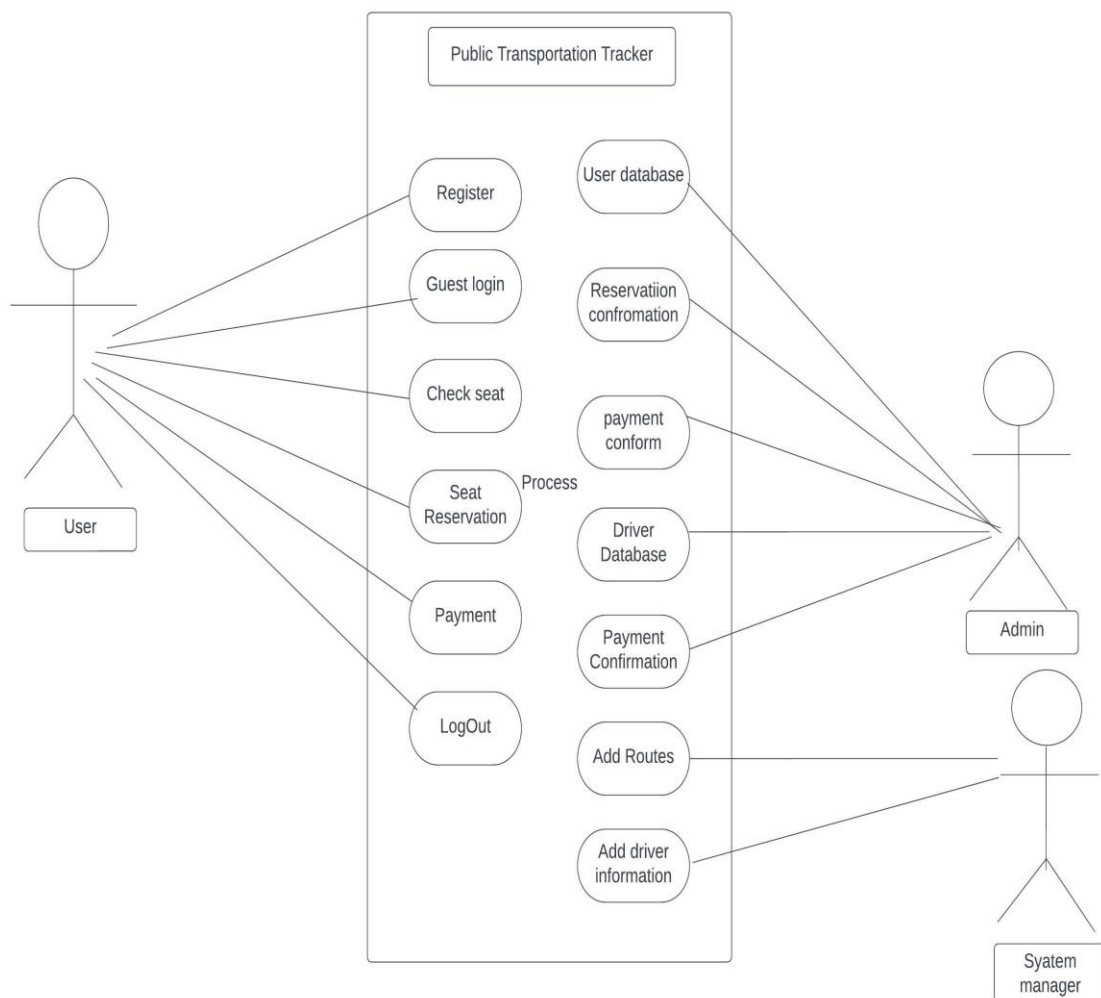 Public Transportation Tracker
Register
Guest login
Check seat
Seat
Reservation
Process
Payment
LogOut
User database
Reservatiion
confromation
payment
conform
Driver
Database
Payment
Confirmation
Add Routes
Add driver
information
User
Admin
Syatem
manager